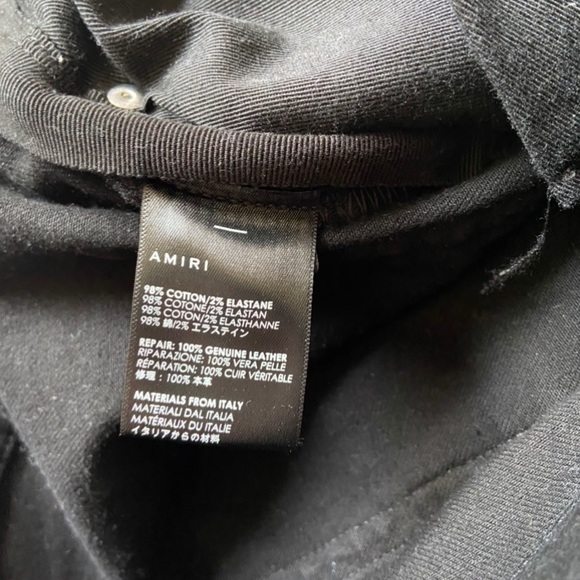 AMIRI
98% COTTON/2% ELASTANE
98% COTONE/2% ELASTAN
98% COTTON/2% ELASTHANNE
98% 綿/2% エラステイン
REPAIR: 100% GENUINE LEATHER
RIPARAZIONE: 100% VERA PELLE
RÉPARATION: 100% CUIR VÉRITABLE
修理：100% 本革
MATERIALS FROM ITALY
MATERIALI DAL ITALIA
MATÉRIAUX DU ITALIE
イタリアからの材料